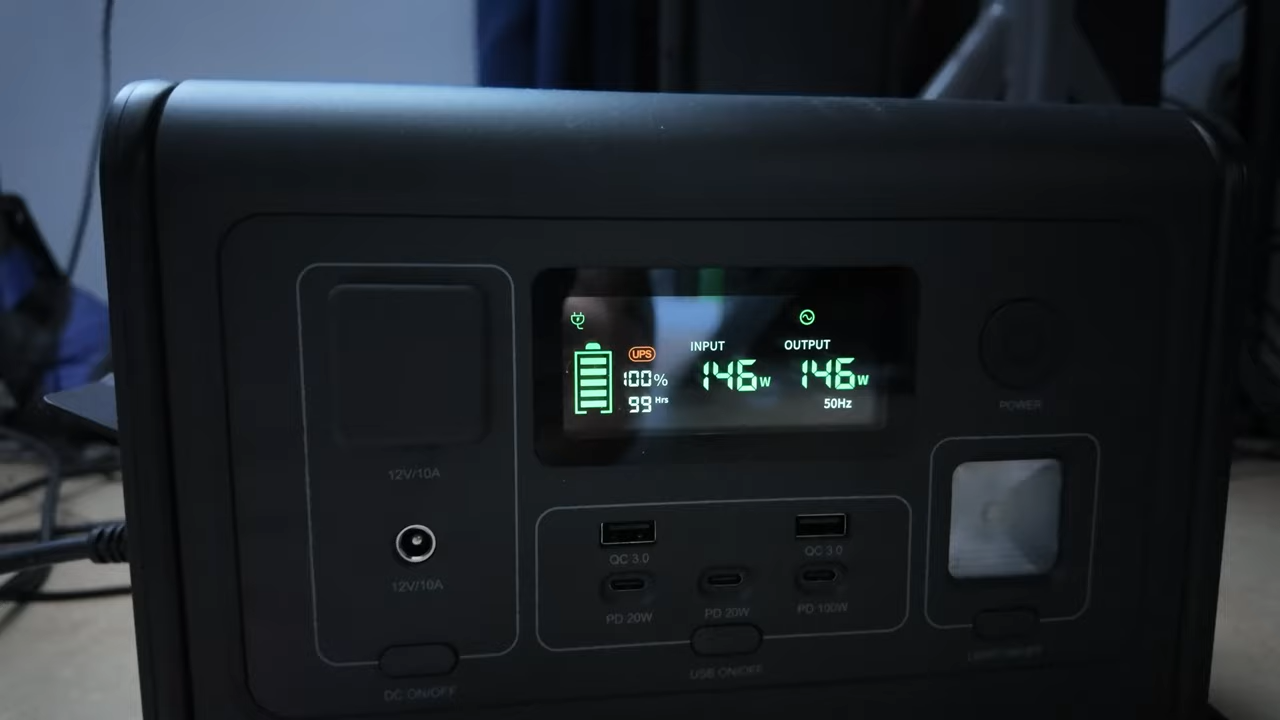 INPUT
OUTPUT
UPS
100%
146W
146W
99 Hrs
50Hz
POWER
12V/10A
12V/10A
QC 3.0
QC 3.0
PD 20W
PD 20W
PD 100W
USB ON/OFF
DC ON/OFF